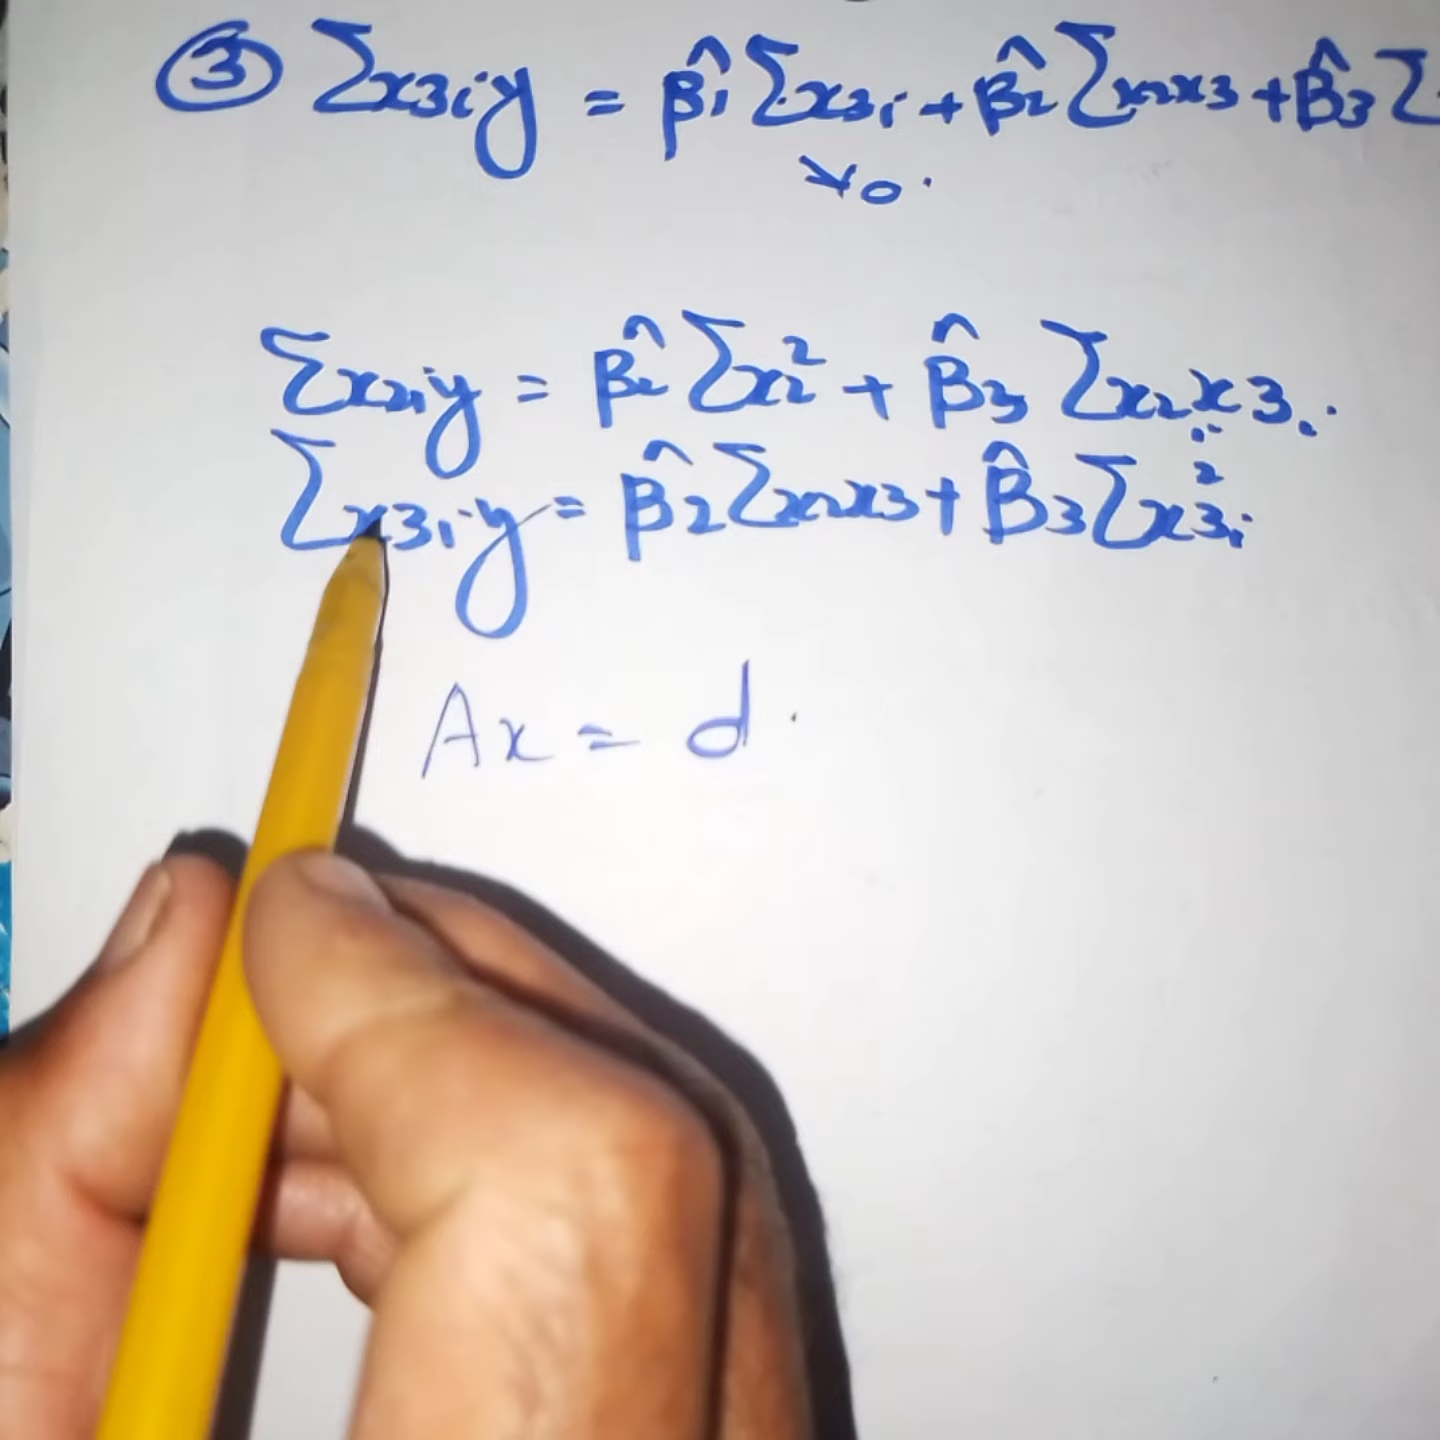 ③ Σx3iy = β̂1 Σx3i + β̂2 Σx2x3 + β̂3 Σ
→0.
Σx2iy = β̂2 Σx2² + β̂3 Σx2x3.
Σx3iy = β̂2 Σx2x3 + β̂3 Σx3i²
Ax = d.